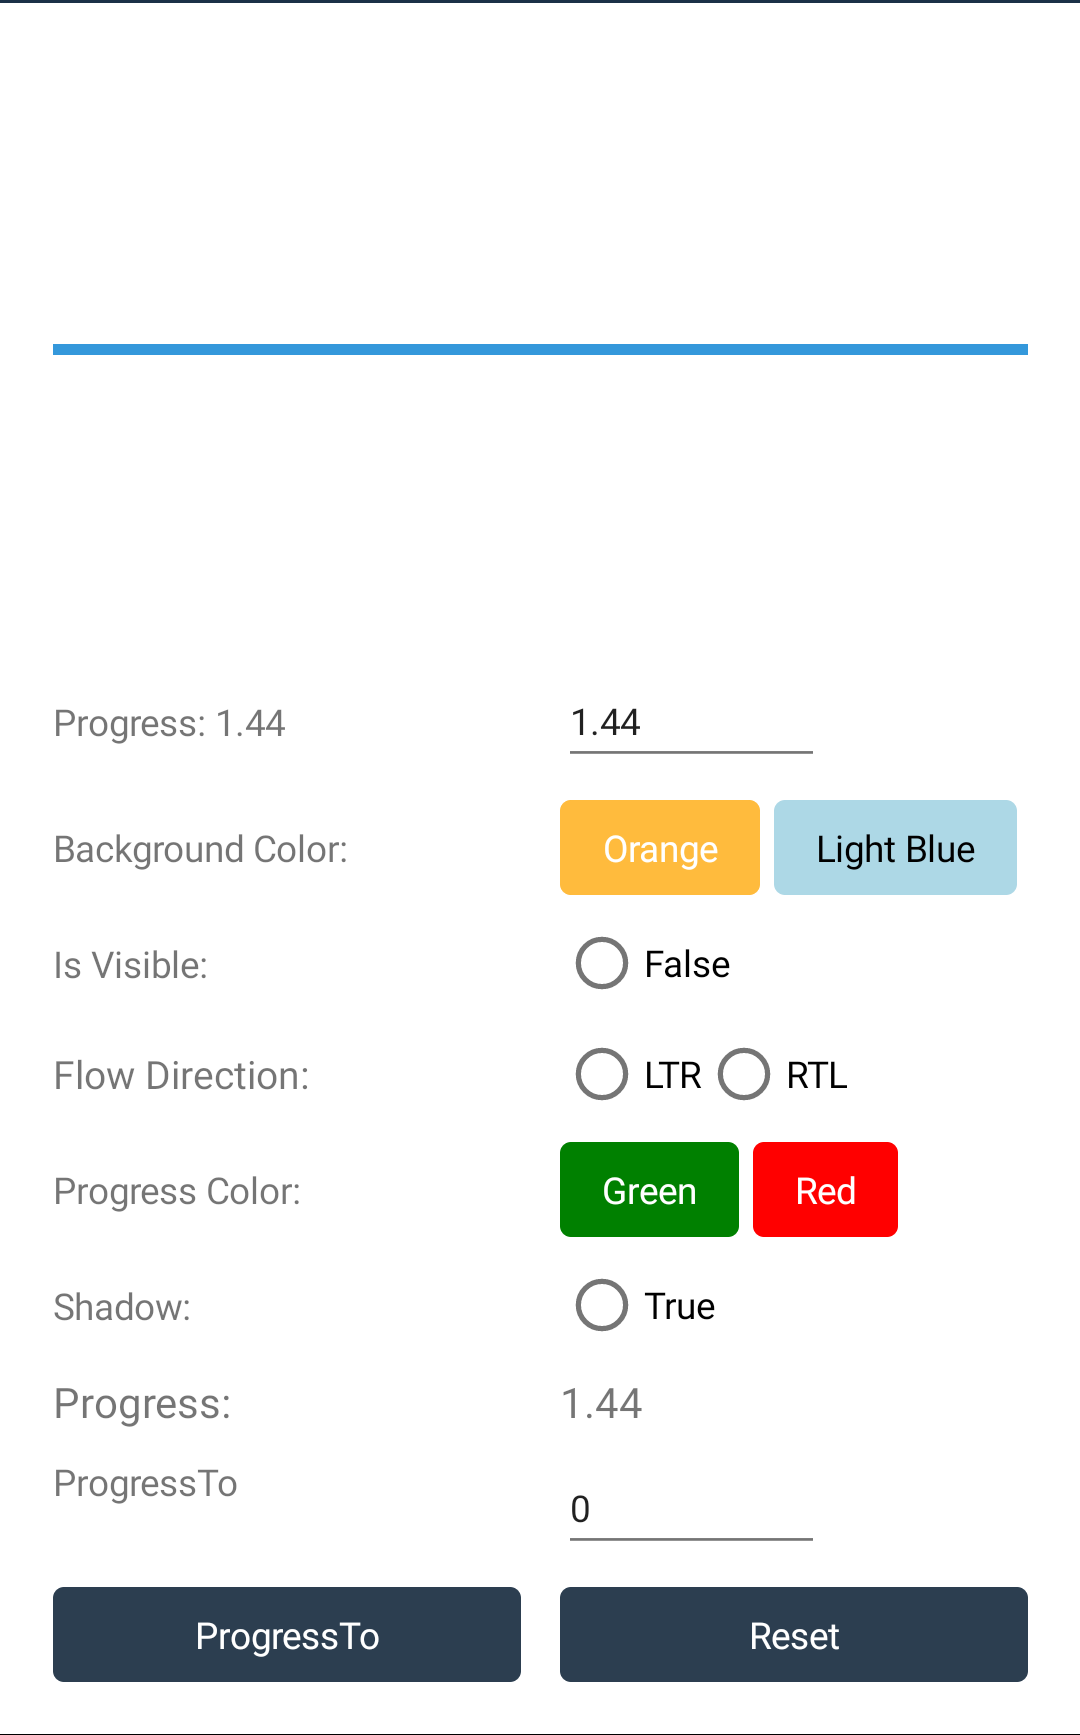 Progress: 1.44 1.44
Background Color: Orange Light Blue
Is Visible: False
Flow Direction: LTR RTL
Progress Color: Green Red
Shadow: True
Progress: 1.44
ProgressTo
0
ProgressTo Reset